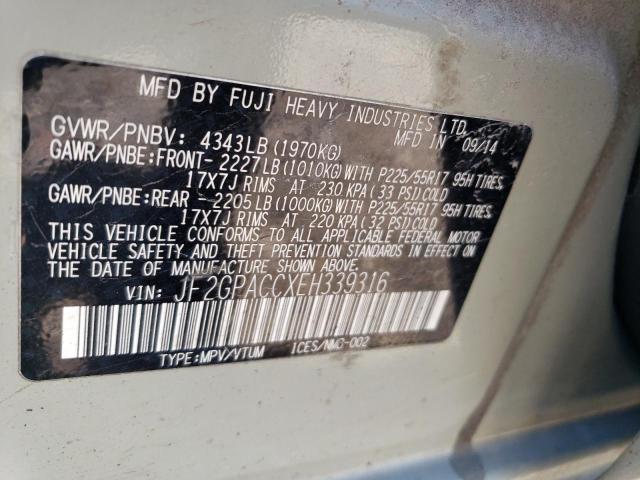 MFD BY FUJI HEAVY INDUSTRIES LTD.
GVWR/PNBV: 4343LB(1970KG) MFD IN 09/14
GAWR/PNBE:FRONT- 2227LB(1010KG)WITH P225/55R17 95H TIRES,
17X7J RIMS AT 230 KPA(33 PSI)COLD
GAWR/PNBE:REAR - 2205LB(1000KG)WITH P225/55R17 95H TIRES,
17X7J RIMS AT 220 KPA(32 PSI)COLD
THIS VEHICLE CONFORMS TO ALL APPLICABLE FEDERAL MOTOR
VEHICLE SAFETY AND THEFT PREVENTION STANDARDS IN EFFECT ON
THE DATE OF MANUFACTURE SHOWN ABOVE.
VIN: JF2GPACCXEH339316
TYPE:MPV/VTUM ICES/NMB-002